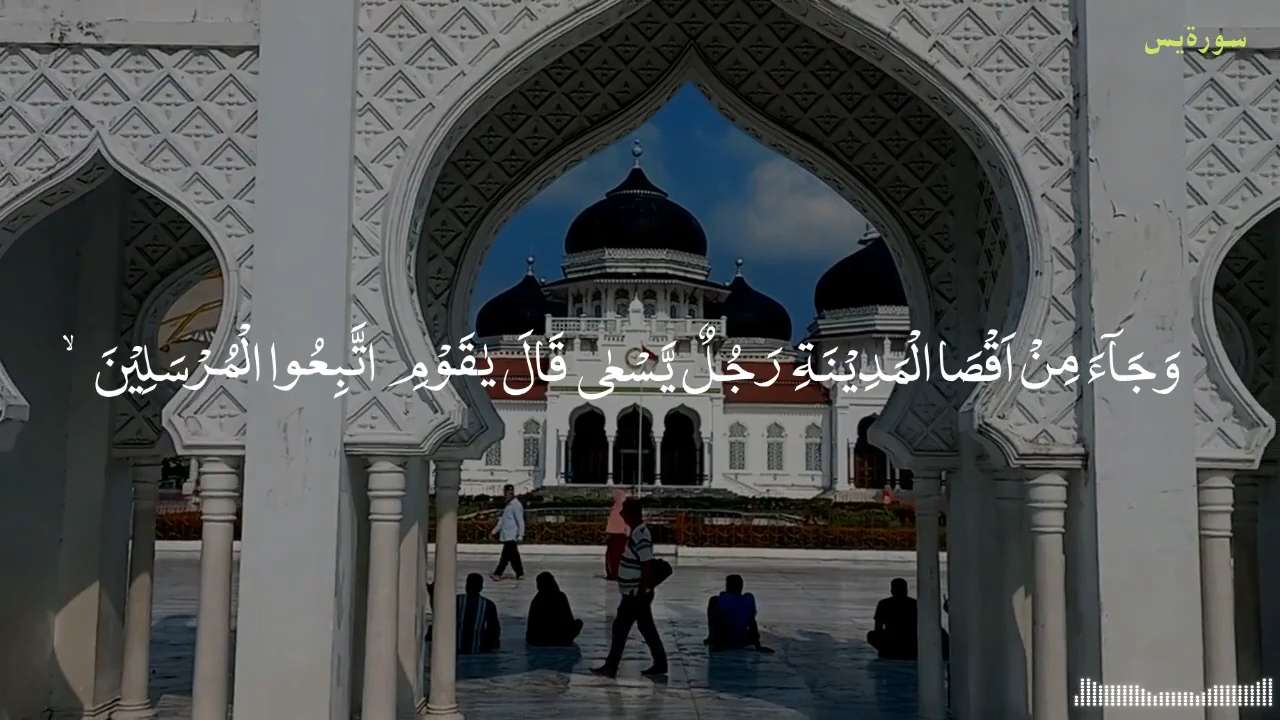 سورة يس
وَجَآءَ مِنْ اَقْصَا الْمَدِيْنَةِ رَجُلٌ يَّسْعٰى قَالَ يٰقَوْمِ اتَّبِعُوا الْمُرْسَلِيْنَ ۙ